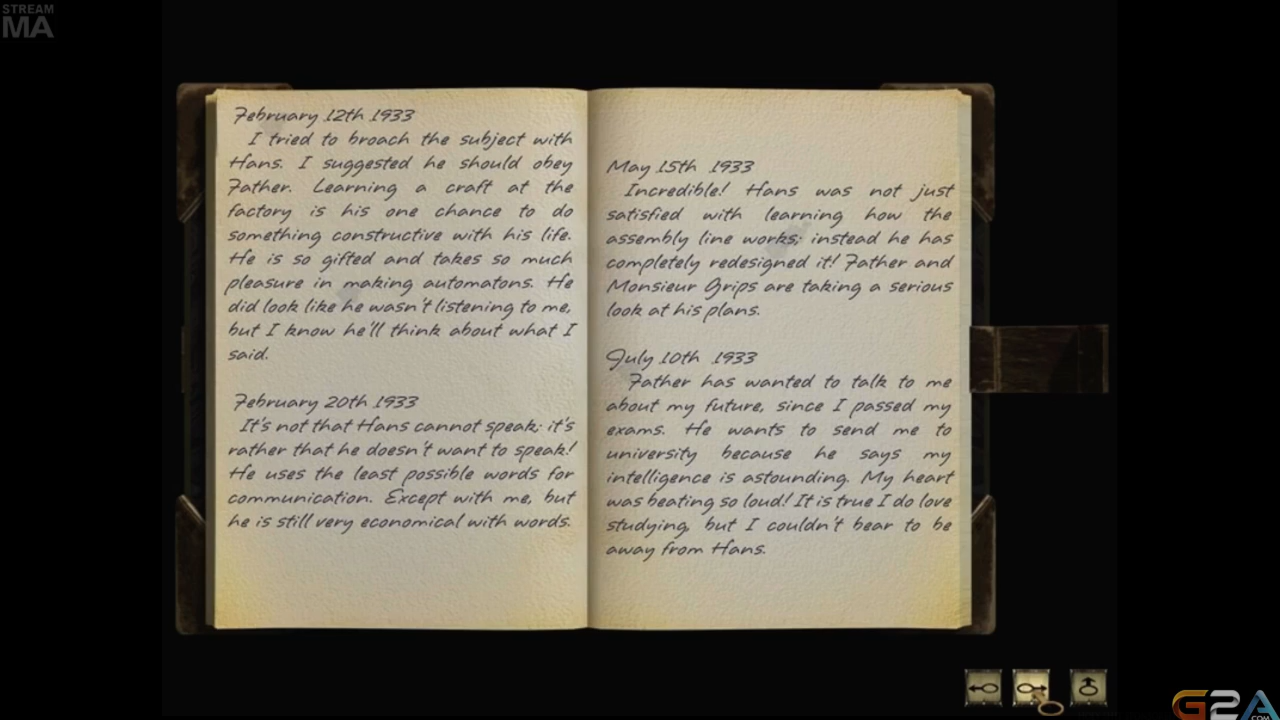 STREAM
MA
February 12th 1933
I tried to broach the subject with
Hans. I suggested he should obey
Father. Learning a craft at the
factory is his one chance to do
something constructive with his life.
He is so gifted and takes so much
pleasure in making automatons. He
did look like he wasn't listening to me,
but I know he'll think about what I
said.
February 20th 1933
It's not that Hans cannot speak; it's
rather that he doesn't want to speak!
He uses the least possible words for
communication. Except with me, but
he is still very economical with words.
May 15th 1933
Incredible! Hans was not just
satisfied with learning how the
assembly line works; instead he has
completely redesigned it! Father and
Monsieur Grips are taking a serious
look at his plans.
July 10th 1933
Father has wanted to talk to me
about my future, since I passed my
exams. He wants to send me to
university because he says my
intelligence is astounding. My heart
was beating so loud! It is true I do love
studying, but I couldn't bear to be
away from Hans.
G2A
.COM